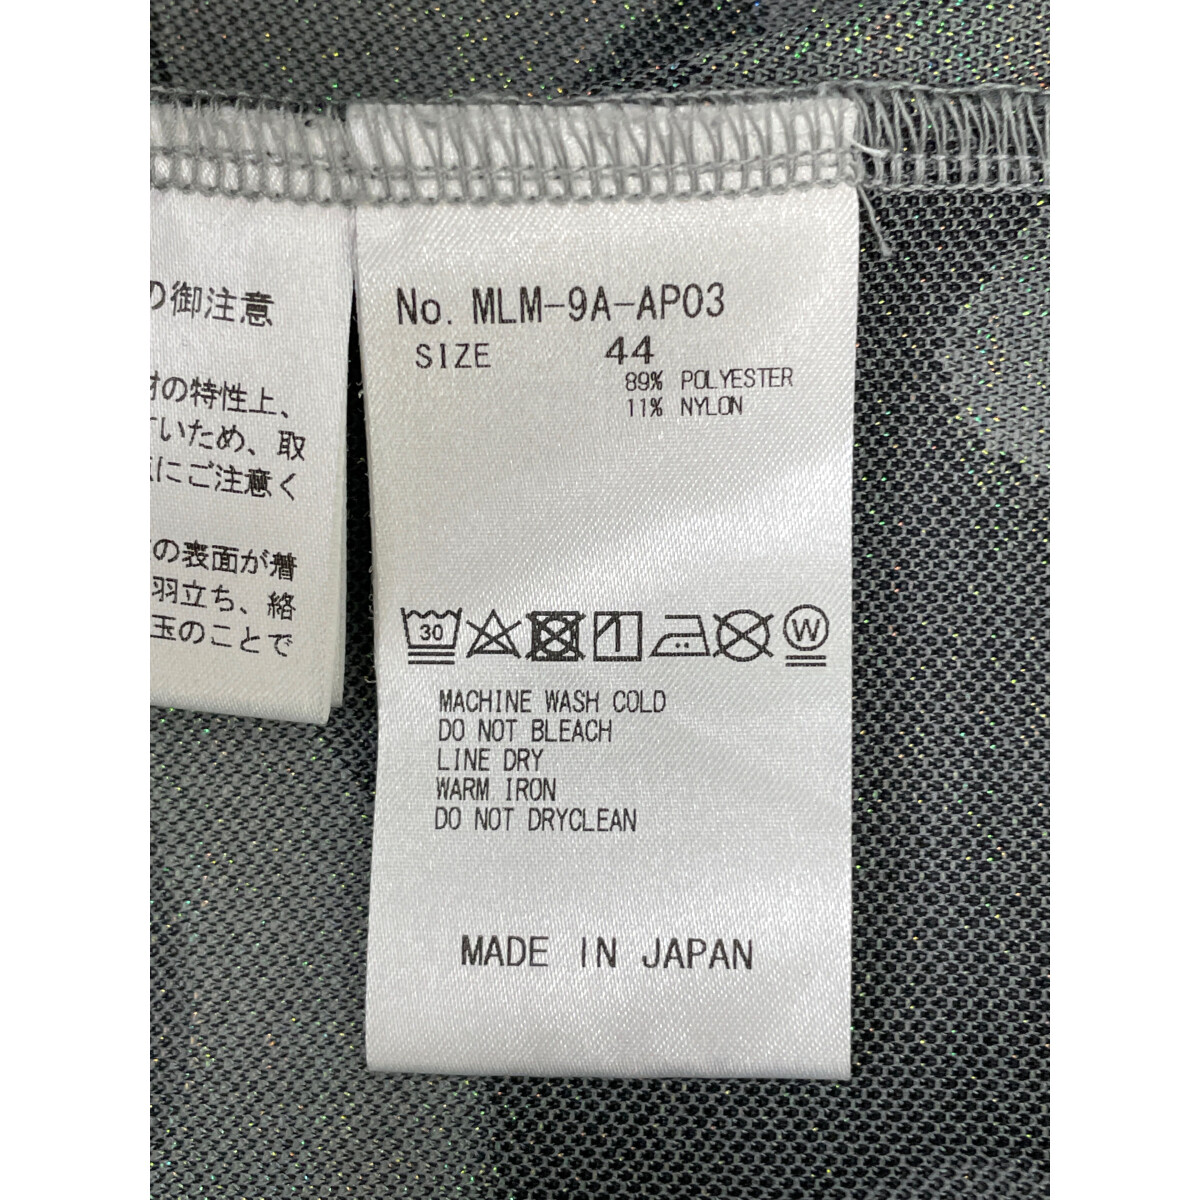 の御注意
の特性上、
いため、取
にご注意く
の表面が着
羽立ち、絡
玉のことで
No. MLM-9A-AP03
SIZE 44
89% POLYESTER
11% NYLON
30
W
MACHINE WASH COLD
DO NOT BLEACH
LINE DRY
WARM IRON
DO NOT DRYCLEAN
MADE IN JAPAN